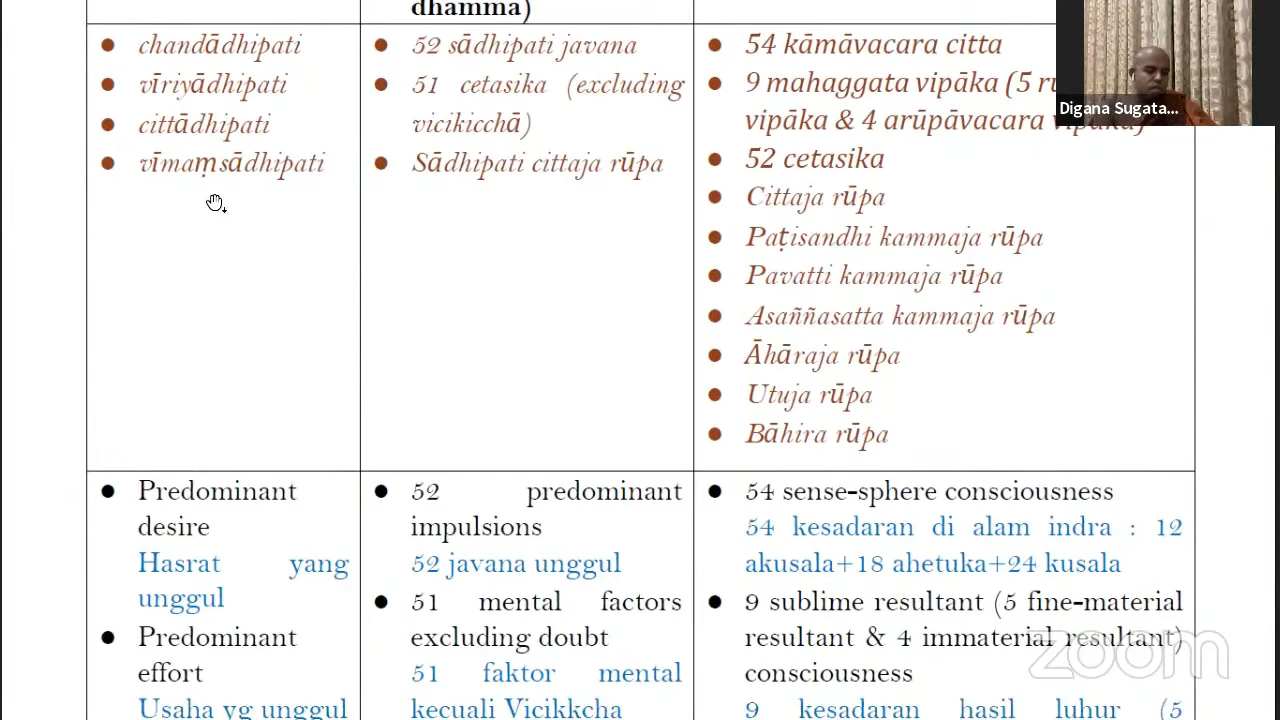 dhamma)
chandādhipati
vīriyādhipati
cittādhipati
vīmaṃsādhipati
52 sādhipati javana
51 cetasika (excluding
vicikicchā)
Sādhipati cittaja rūpa
54 kāmāvacara citta
9 mahaggata vipāka (5
vipāka & 4 arūpāvacara
52 cetasika
Cittaja rūpa
Paṭisandhi kammaja rūpa
Pavatti kammaja rūpa
Asaññasatta kammaja rūpa
Āhāraja rūpa
Utuja rūpa
Bāhira rūpa
Digana Sugata...
Predominant
desire
Hasrat yang
unggul
Predominant
effort
Usaha yg unggul
52 predominant
impulsions
52 javana unggul
51 mental factors
excluding doubt
51 faktor mental
kecuali Vicikkcha
54 sense-sphere consciousness
54 kesadaran di alam indra : 12
akusala+18 ahetuka+24 kusala
9 sublime resultant (5 fine-material
resultant & 4 immaterial resultant)
consciousness
9 kesadaran hasil luhur (5
zoom